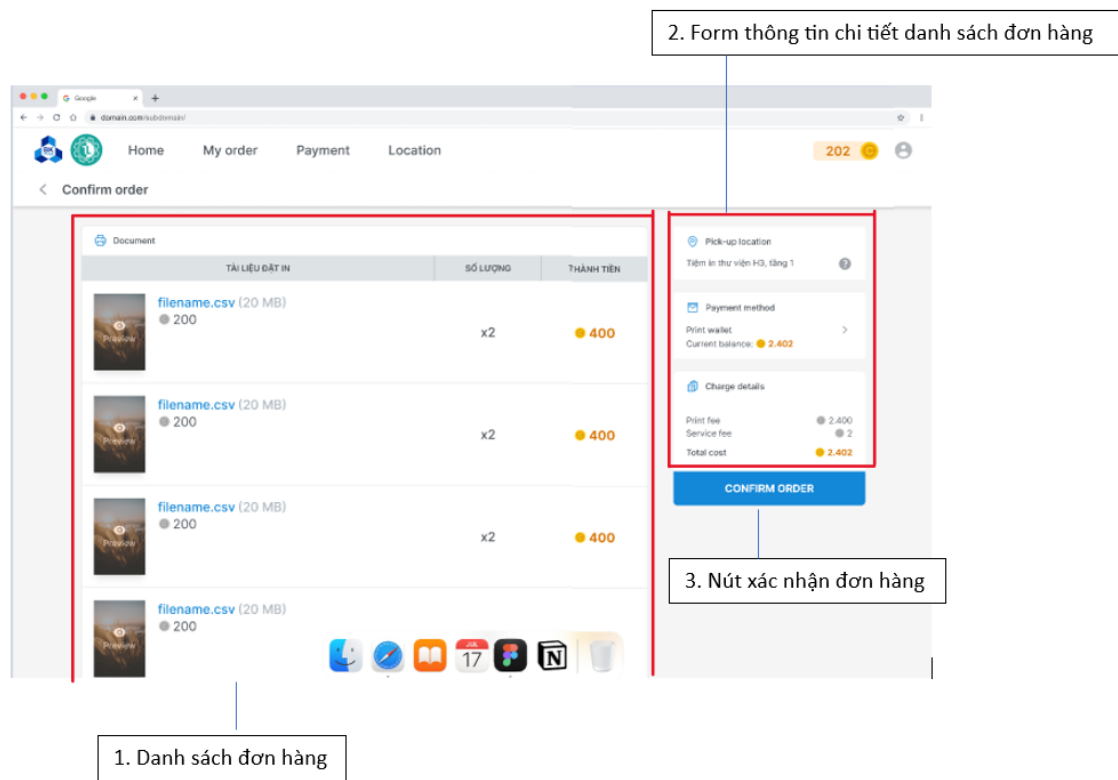 2. Form thông tin chi tiết danh sách đơn hàng
Google
domain.com/subdomain/
BK
Home My order Payment Location
202
Confirm order
Document
TÀI LIỆU ĐẶT IN SỐ LƯỢNG THÀNH TIỀN
filename.csv (20 MB)
200
Preview
x2 400
filename.csv (20 MB)
200
Preview
x2 400
filename.csv (20 MB)
200
Preview
x2 400
filename.csv (20 MB)
200
Preview
JUL
17
Pick-up location
Tiệm in thư viện H3, tầng 1
Payment method
Print wallet
Current balance: 2.402
Charge details
Print fee 2.400
Service fee 2
Total cost 2.402
CONFIRM ORDER
3. Nút xác nhận đơn hàng
1. Danh sách đơn hàng